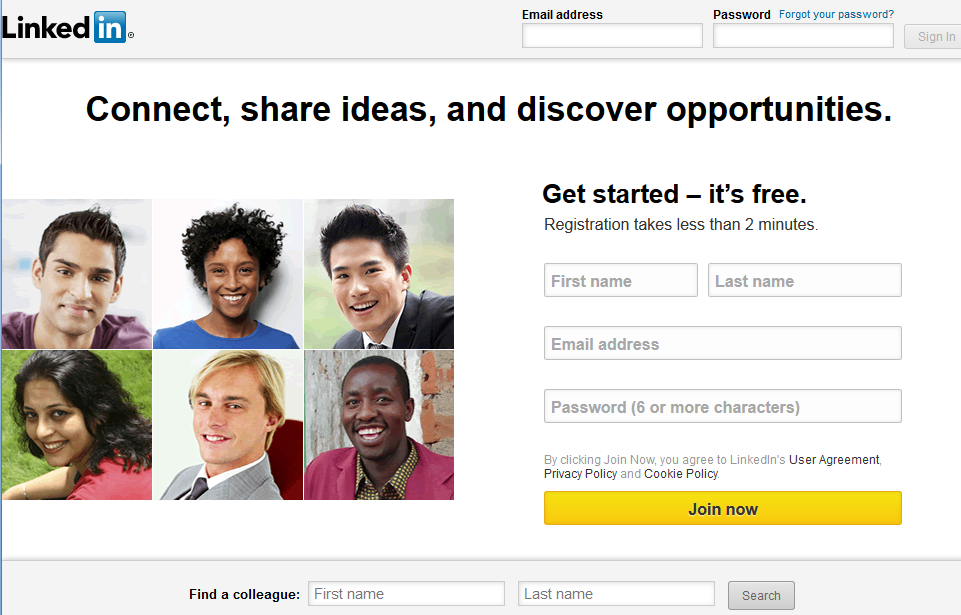 Linked in ®
Email address
Password Forgot your password?
Sign In
Connect, share ideas, and discover opportunities.
Get started – it’s free.
Registration takes less than 2 minutes.
First name Last name
Email address
Password (6 or more characters)
By clicking Join Now, you agree to LinkedIn's User Agreement,
Privacy Policy and Cookie Policy.
Join now
Find a colleague: First name Last name Search